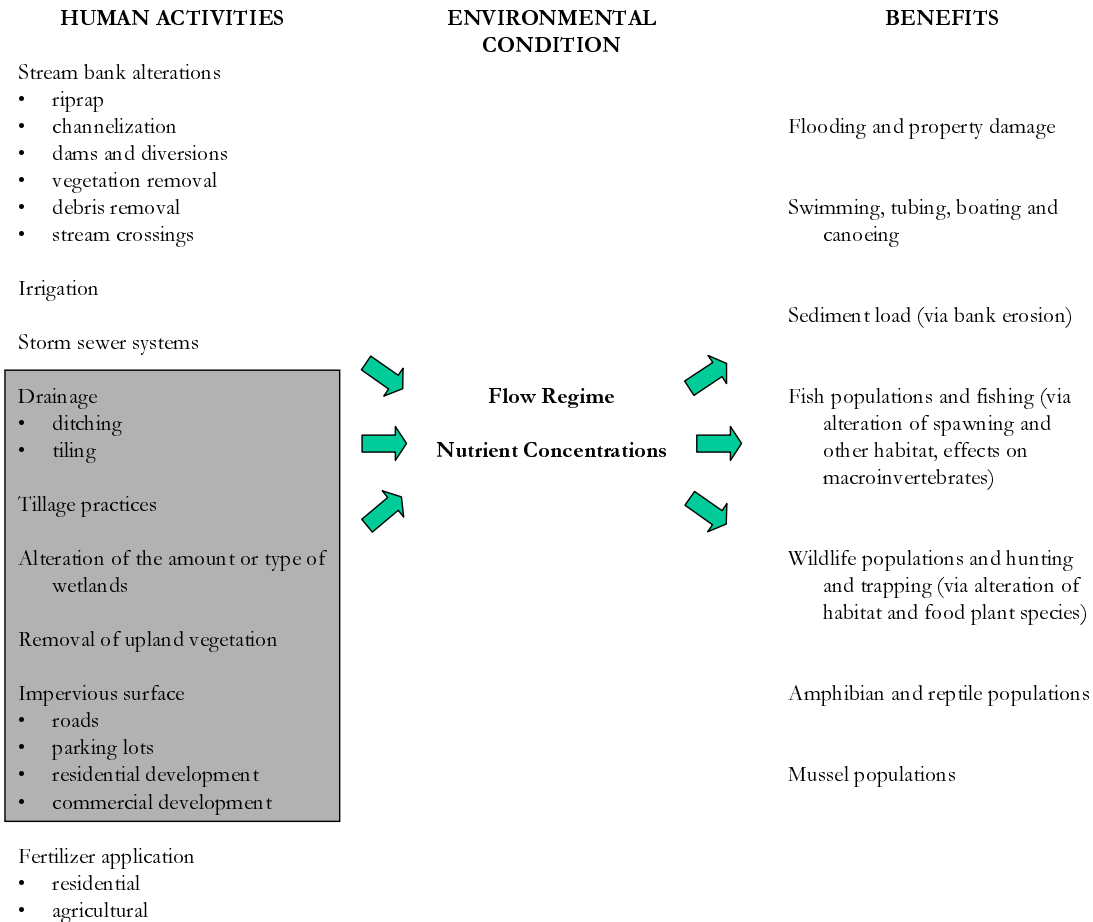 HUMAN ACTIVITIES
Stream bank alterations
• riprap
• channelization
• dams and diversions
• vegetation removal
• debris removal
• stream crossings
Irrigation
Storm sewer systems
Drainage
• ditching
• tiling
Tillage practices
Alteration of the amount or type of
wetlands
Removal of upland vegetation
Impervious surface
• roads
• parking lots
• residential development
• commercial development
Fertilizer application
• residential
• agricultural
ENVIRONMENTAL
CONDITION
Flow Regime
Nutrient Concentrations
BENEFITS
Flooding and property damage
Swimming, tubing, boating and
canoeing
Sediment load (via bank erosion)
Fish populations and fishing (via
alteration of spawning and
other habitat, effects on
macroinvertebrates)
Wildlife populations and hunting
and trapping (via alteration of
habitat and food plant species)
Amphibian and reptile populations
Mussel populations